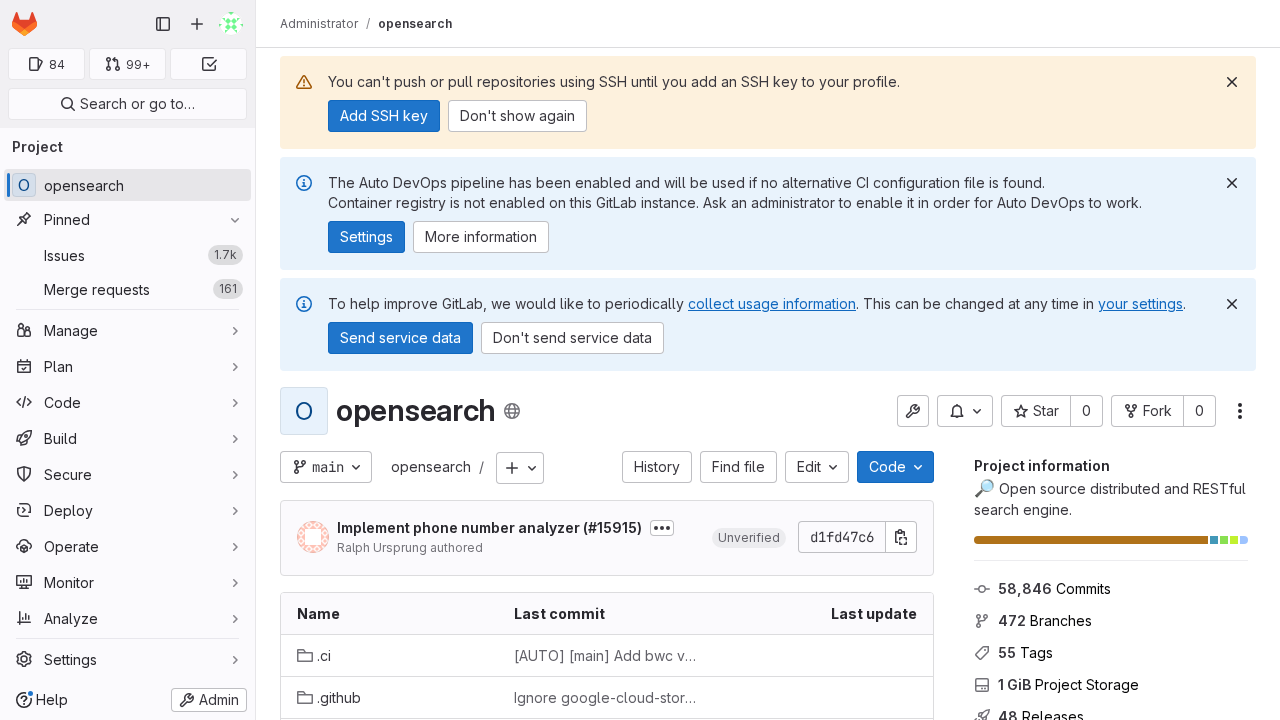 Administrator / opensearch
84
99+
Search or go to…
Project
O opensearch
Pinned
Issues 1.7k
Merge requests 161
Manage
Plan
Code
Build
Secure
Deploy
Operate
Monitor
Analyze
Settings
Help
Admin
You can't push or pull repositories using SSH until you add an SSH key to your profile.
Add SSH key Don't show again
The Auto DevOps pipeline has been enabled and will be used if no alternative CI configuration file is found.
Container registry is not enabled on this GitLab instance. Ask an administrator to enable it in order for Auto DevOps to work.
Settings More information
To help improve GitLab, we would like to periodically collect usage information. This can be changed at any time in your settings.
Send service data Don't send service data
O opensearch
Star 0 Fork 0
main opensearch / History Find file Edit Code
Implement phone number analyzer (#15915)
Ralph Ursprung authored
Unverified d1fd47c6
Name Last commit Last update
.ci [AUTO] [main] Add bwc v…
.github Ignore google-cloud-stor…
Project information
🔎 Open source distributed and RESTful
search engine.
58,846 Commits
472 Branches
55 Tags
1 GiB Project Storage
48 Releases